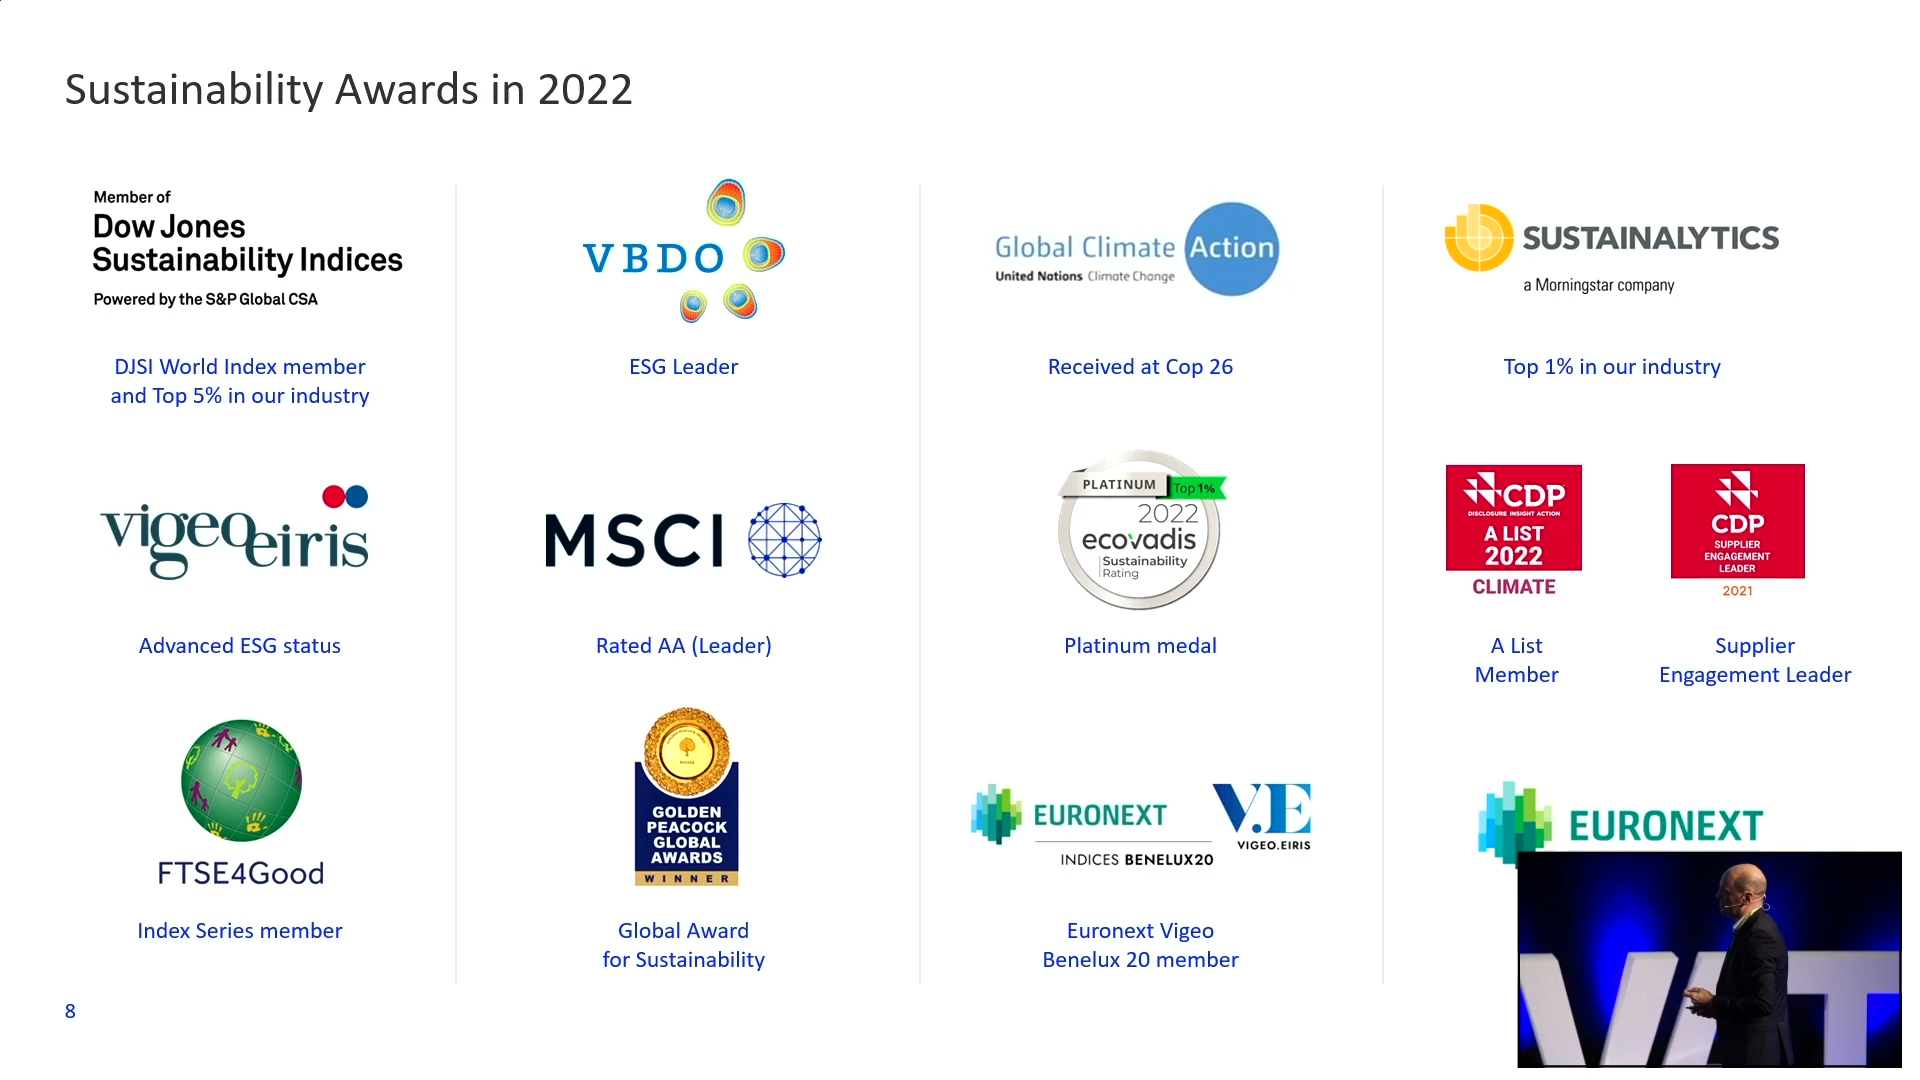 Sustainability Awards in 2022
Member of
Dow Jones
Sustainability Indices
Powered by the S&P Global CSA
DJSI World Index member
and Top 5% in our industry
VBDO
ESG Leader
Global Climate Action
United Nations Climate Change
Received at Cop 26
SUSTAINALYTICS
a Morningstar company
Top 1% in our industry
vigeoeiris
Advanced ESG status
MSCI
Rated AA (Leader)
PLATINUM
Top 1%
2022
ecovadis
Sustainability
Rating
Platinum medal
CDP
DISCLOSURE INSIGHT ACTION
A LIST
2022
CLIMATE
A List
Member
CDP
SUPPLIER
ENGAGEMENT
LEADER
2021
Supplier
Engagement Leader
FTSE4Good
Index Series member
GOLDEN
PEACOCK
GLOBAL
AWARDS
WINNER
Global Award
for Sustainability
EURONEXT
INDICES BENELUX20
V.E
VIGEO.EIRIS
Euronext Vigeo
Benelux 20 member
EURONEXT
8